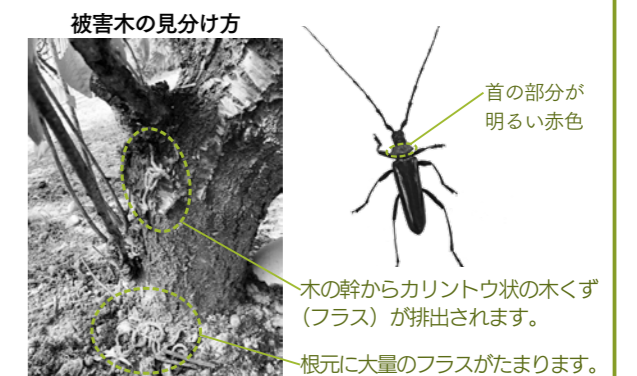 被害木の見分け方
首の部分が
明るい赤色
木の幹からカリントウ状の木くず
（フラス）が排出されます。
根元に大量のフラスがたまります。